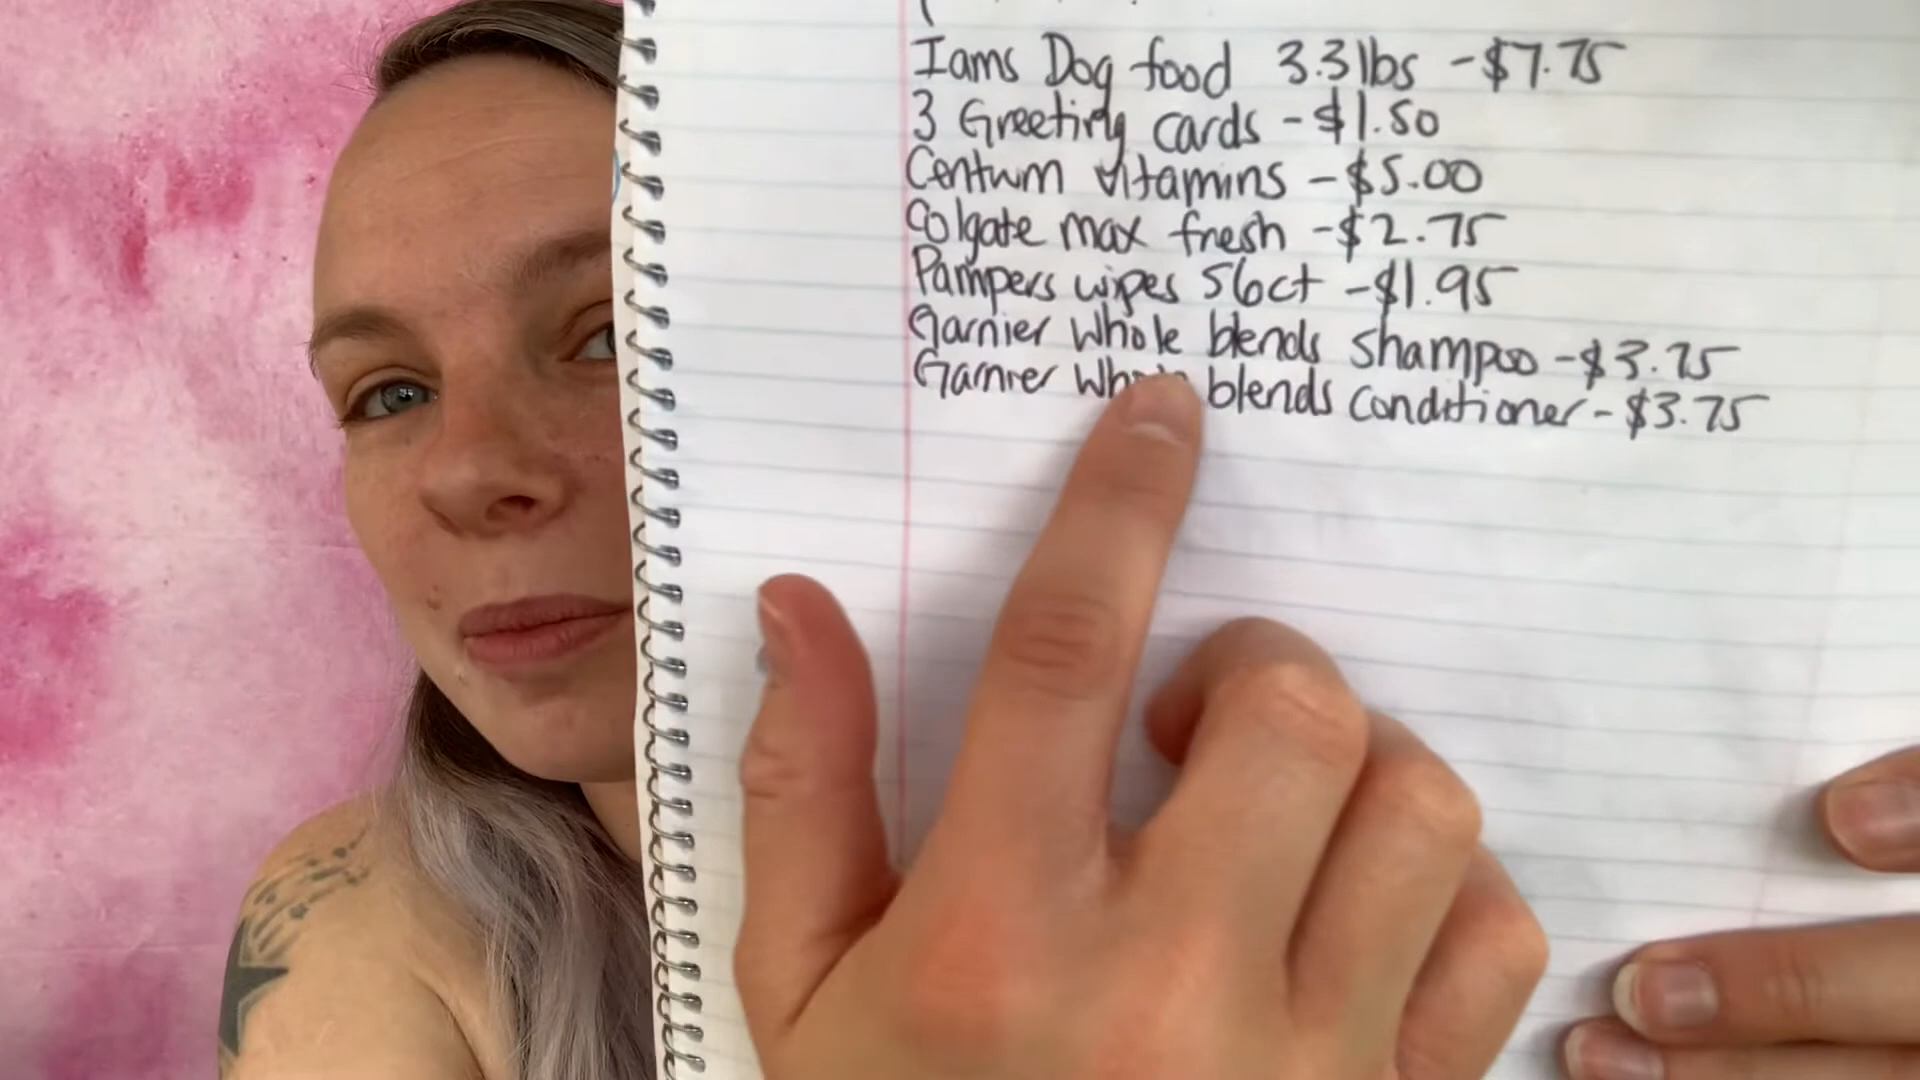 Iams Dog food 3.3lbs - $7.75
3 Greeting cards - $1.50
Centrum vitamins - $5.00
Colgate max fresh - $2.75
Pampers wipes 56ct - $1.95
Garnier Whole blends shampoo - $3.75
Garnier blends conditioner - $3.75